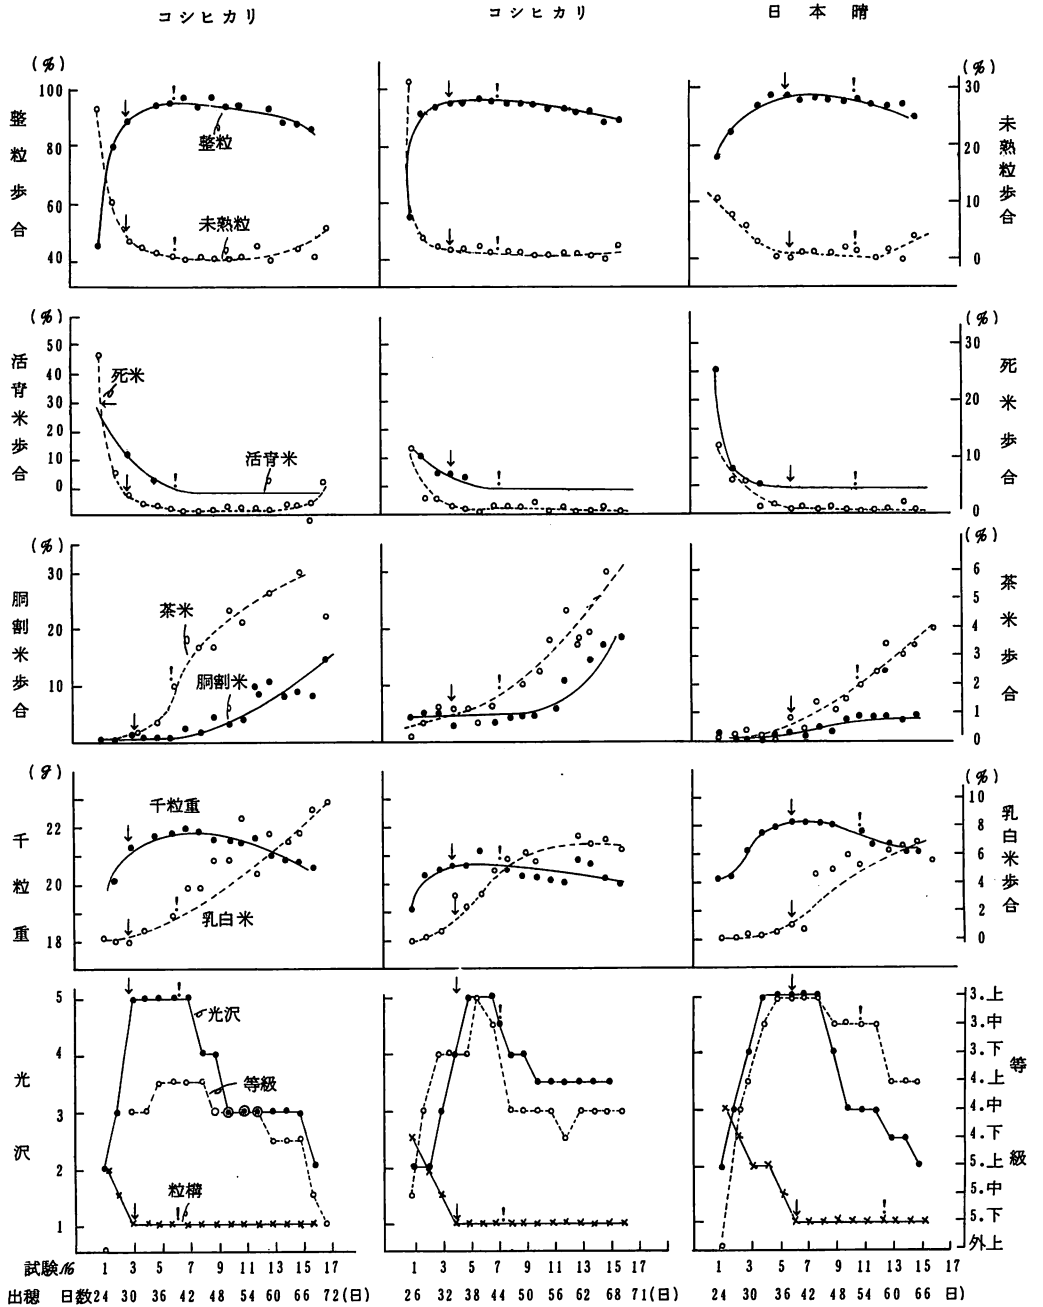 コシヒカリ コシヒカリ 日本晴
(%) (%)
100 80 60 40
整粒歩合
整粒
未熟粒
30 20 10 0
未熟粒歩合
(%) (%)
60 50 40 30 20 10 0
活青米歩合
死米
活青米
30 20 10 0
死米歩合
(%) (%)
30 20 10
胴割米歩合
茶米
胴割米
6 5 4 3 2 1 0
茶米歩合
(g) (%)
22 20 18
千粒重
千粒重
乳白米
10 8 6 4 2 0
乳白米歩合
5 4 3 2 1
光沢
光沢
等級
粒構
3.上
3.中
3.下
4.上
4.中
4.下
5.上
5.中
5.下
外上
等級
試験№ 1 3 5 7 9 11 13 15 17 1 3 5 7 9 11 13 15 17 1 3 5 7 9 11 13 15 17
出穂日数 24 30 36 42 48 54 60 66 72(日) 26 32 38 44 50 56 62 68 71(日) 24 30 36 42 48 54 60 66 日)